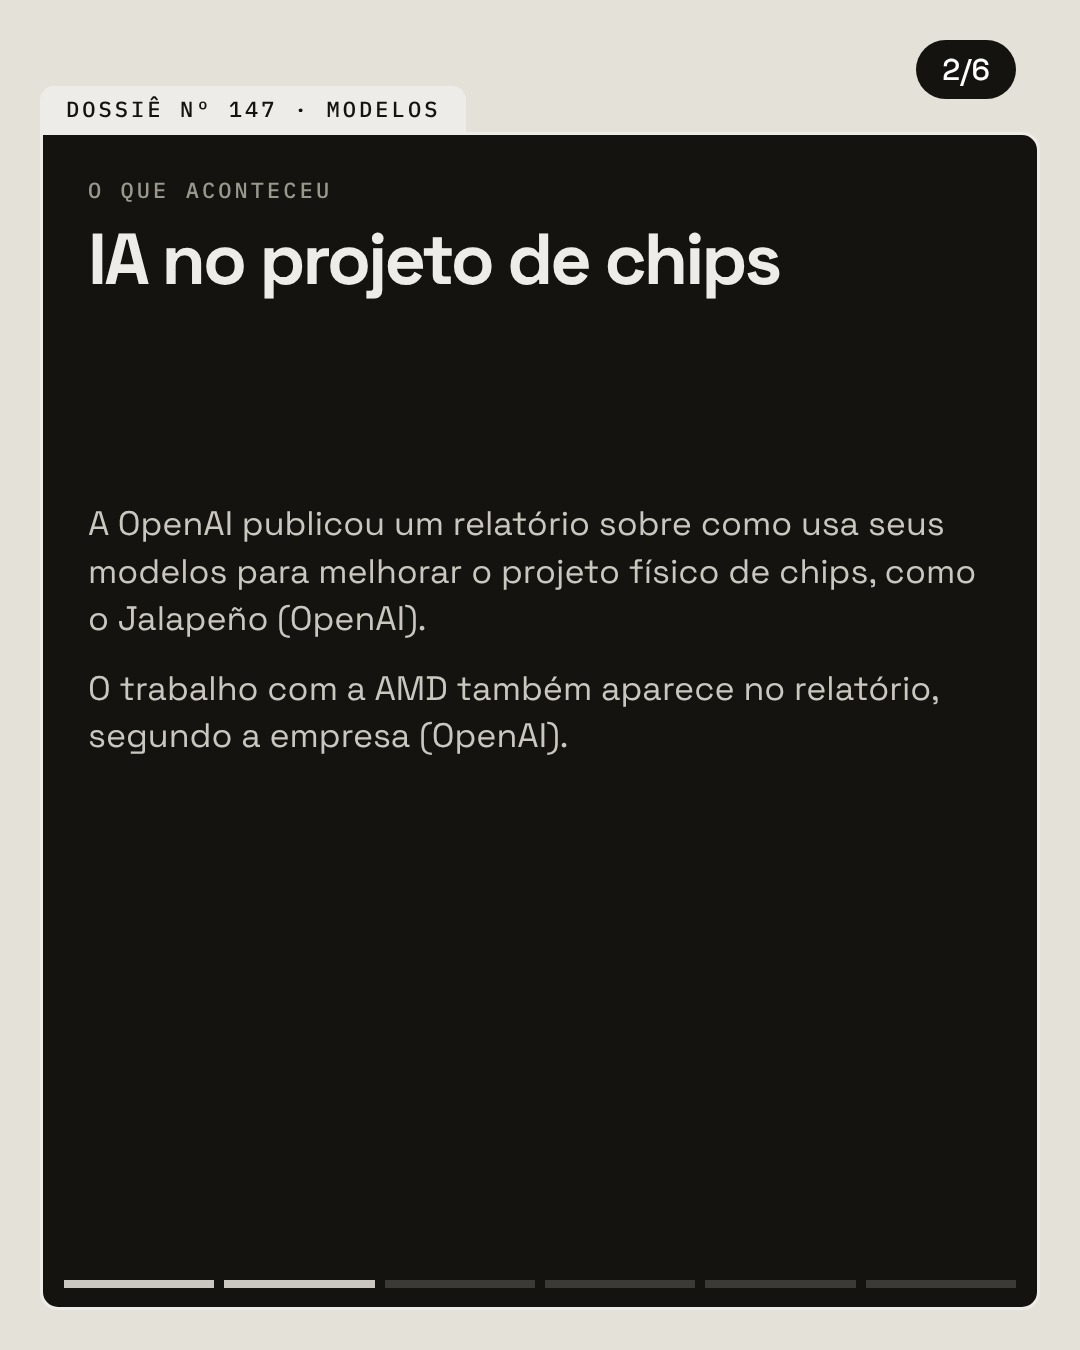 2/6
DOSSIÊ Nº 147 · MODELOS
O QUE ACONTECEU
IA no projeto de chips
A OpenAI publicou um relatório sobre como usa seus
modelos para melhorar o projeto físico de chips, como
o Jalapeño (OpenAI).
O trabalho com a AMD também aparece no relatório,
segundo a empresa (OpenAI).